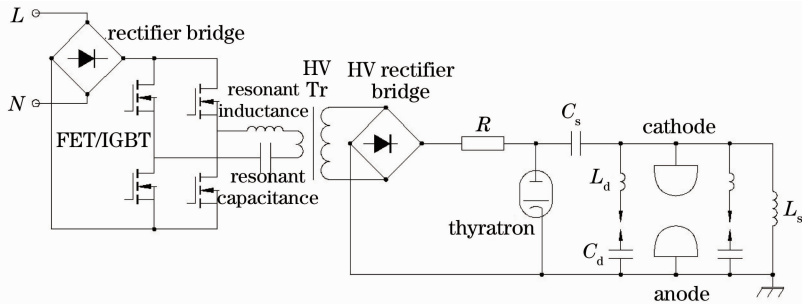 L
rectifier bridge
N
FET/IGBT
resonant
inductance
resonant
capacitance
HV
Tr
HV rectifier
bridge
R
thyratron
Cs
cathode
Ld
Cd
anode
Ls